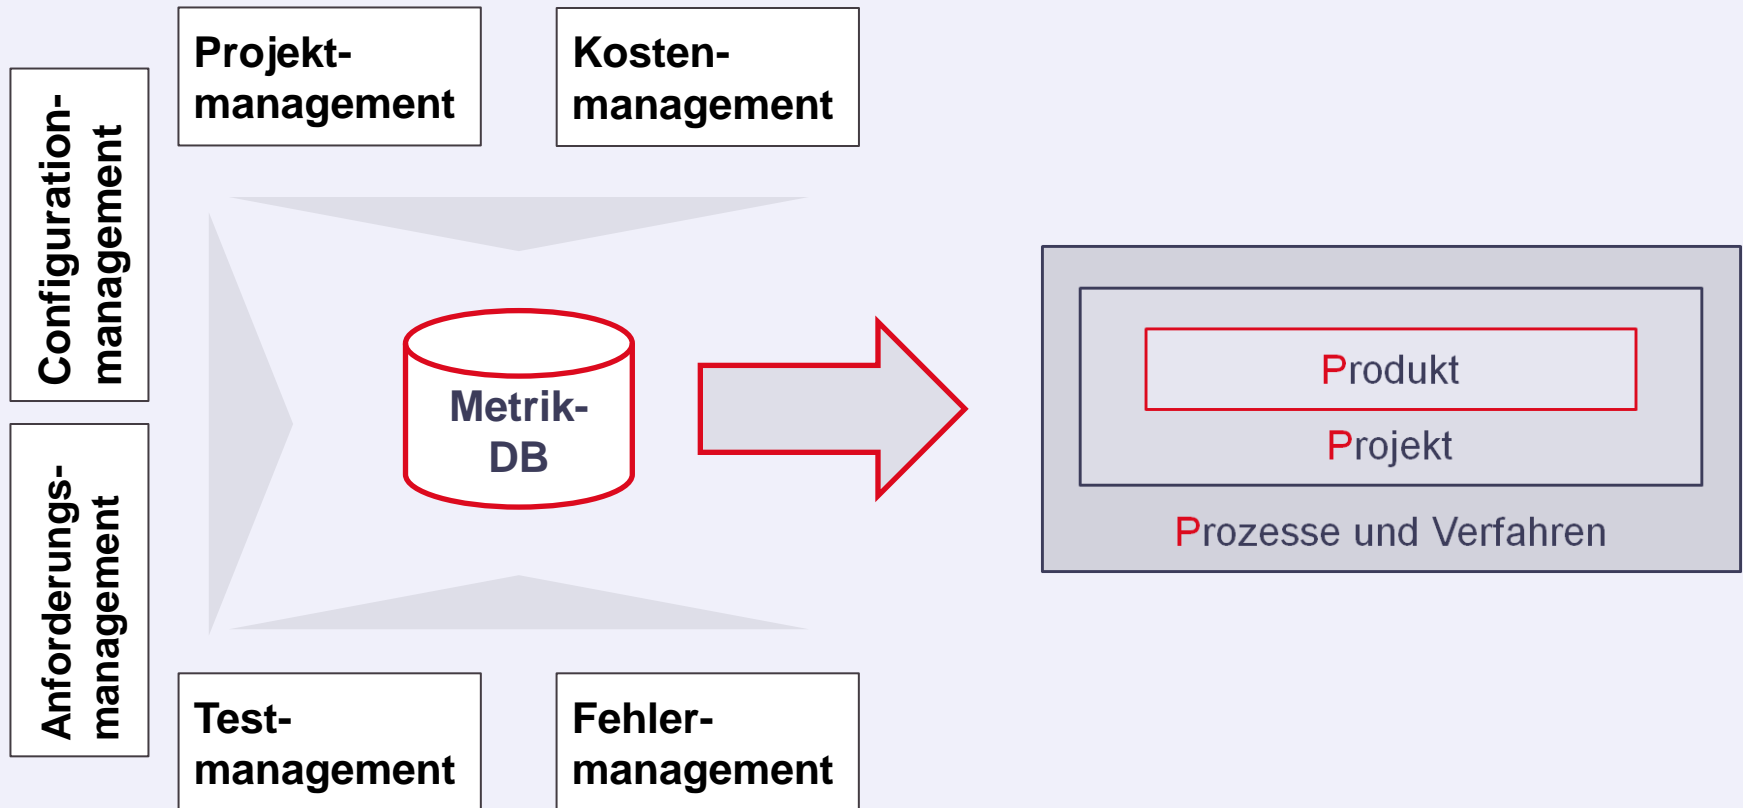 Projekt-
management
Kosten-
management
Configuration-
management
Anforderungs-
management
Metrik-
DB
Produkt
Projekt
Prozesse und Verfahren
Test-
management
Fehler-
management